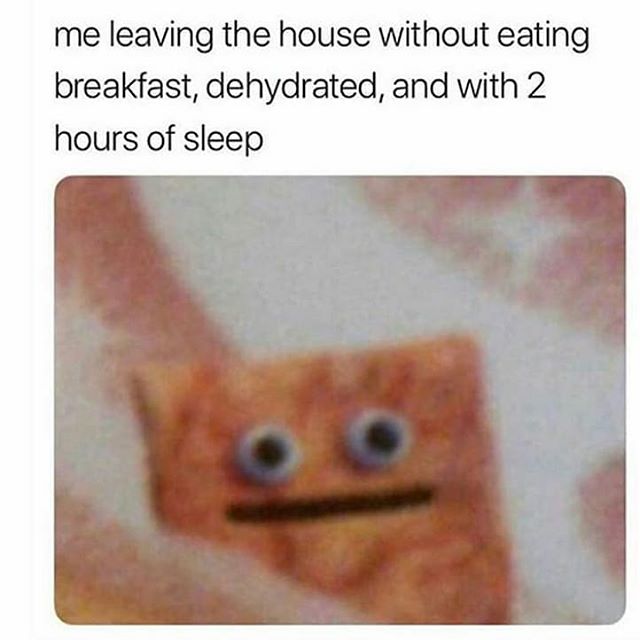 me leaving the house without eating
breakfast, dehydrated, and with 2
hours of sleep